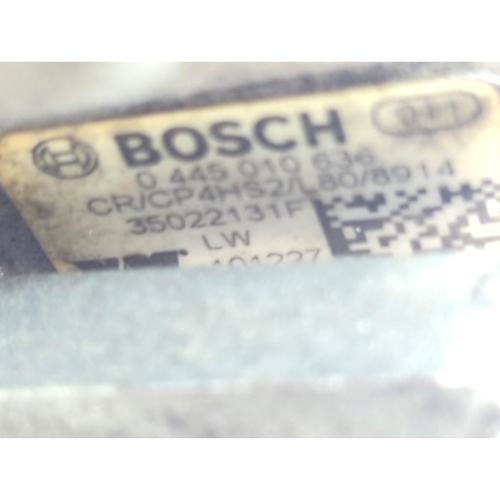 BOSCH
0 445 010 636
CR/CP4HS2/L80/8914
35022131F
LW